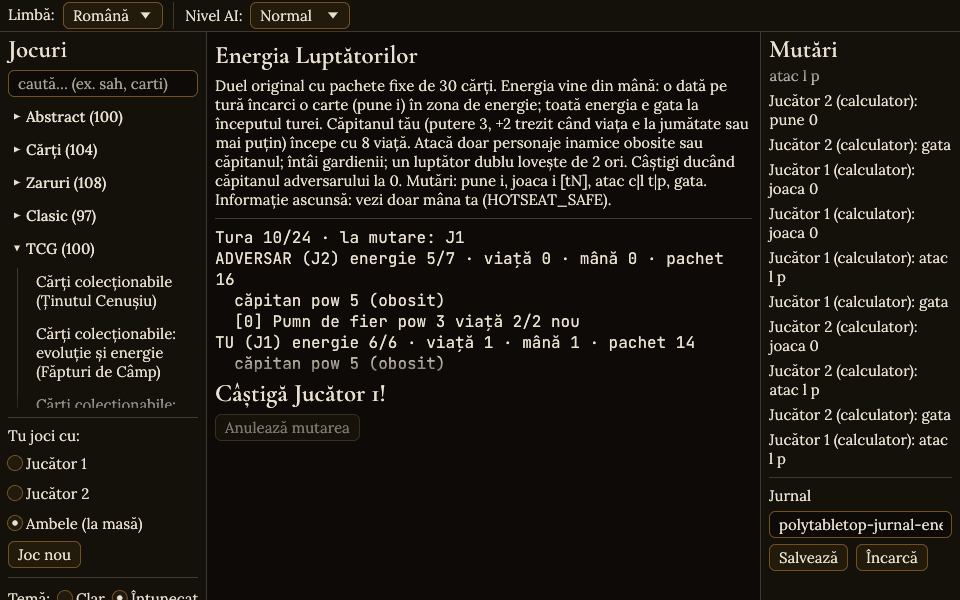 Limbă: Română ▼ Nivel AI: Normal ▼
Jocuri
caută... (ex. sah, carti)
▸ Abstract (100)
▸ Cărți (104)
▸ Zaruri (108)
▸ Clasic (97)
▾ TCG (100)
Cărți colecționabile
(Ținutul Cenușiu)
Cărți colecționabile:
evoluție și energie
(Făpturi de Câmp)
Cărți colecționabile:
Tu joci cu:
Jucător 1
Jucător 2
Ambele (la masă)
Joc nou
Temă: Clar Întunecat
Energia Luptătorilor
Duel original cu pachete fixe de 30 cărți. Energia vine din mână: o dată pe
tură încarci o carte (pune i) în zona de energie; toată energia e gata la
începutul turei. Căpitanul tău (putere 3, +2 trezit când viața e la jumătate sau
mai puțin) începe cu 8 viață. Atacă doar personaje inamice obosite sau
căpitanul; întâi gardienii; un luptător dublu lovește de 2 ori. Câștigi ducând
căpitanul adversarului la 0. Mutări: pune i, joaca i [tN], atac c|l t|p, gata.
Informație ascunsă: vezi doar mâna ta (HOTSEAT_SAFE).
Tura 10/24 · la mutare: J1
ADVERSAR (J2) energie 5/7 · viață 0 · mână 0 · pachet
16
căpitan pow 5 (obosit)
[0] Pumn de fier pow 3 viață 2/2 nou
TU (J1) energie 6/6 · viață 1 · mână 1 · pachet 14
căpitan pow 5 (obosit)
Câștigă Jucător 1!
Anulează mutarea
Mutări
atac l p
Jucător 2 (calculator):
pune 0
Jucător 2 (calculator): gata
Jucător 1 (calculator):
joaca 0
Jucător 1 (calculator):
joaca 0
Jucător 1 (calculator): atac
l p
Jucător 1 (calculator): gata
Jucător 2 (calculator):
joaca 0
Jucător 2 (calculator):
atac l p
Jucător 2 (calculator): gata
Jucător 1 (calculator): atac
l p
Jurnal
polytabletop-jurnal-ene
Salvează Încarcă